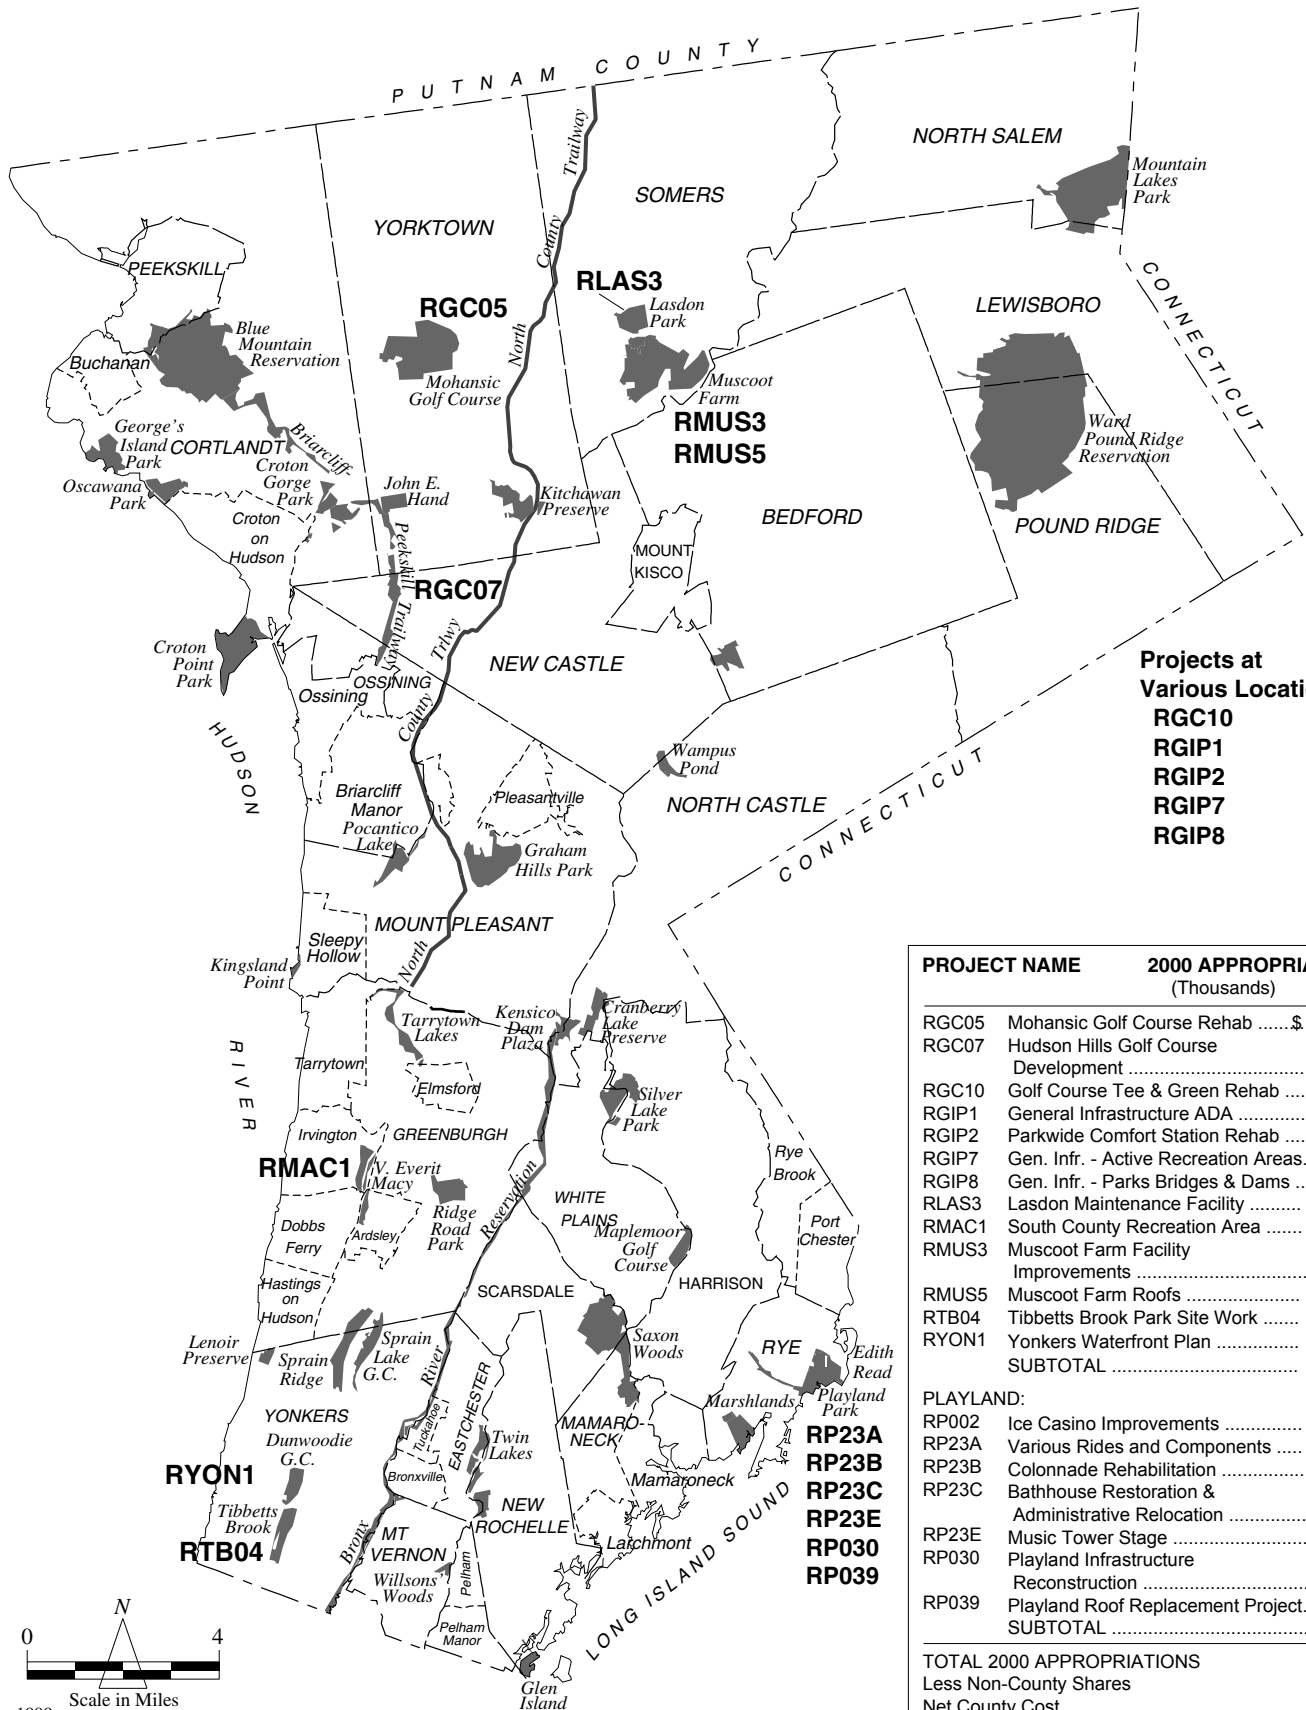 PUTNAM COUNTY
NORTH SALEM
Mountain
Lakes
Park
SOMERS
YORKTOWN
North County Trailway
PEEKSKILL
CONNECTICUT
LEWISBORO
RLAS3
Lasdon
Park
RGC05
Blue
Mountain
Reservation
Mohansic
Golf Course
Buchanan
Muscoot
Farm
RMUS3
RMUS5
Ward
Pound Ridge
Reservation
George's
Island
Park
CORTLANDT
Briarcliff-
Croton
Gorge
Park
Oscawana
Park
John E.
Hand
Kitchawan
Preserve
BEDFORD
POUND RIDGE
Croton
on
Hudson
Peekskill Trailway
MOUNT
KISCO
RGC07
Croton
Point
Park
NEW CASTLE
North County Trlwy
OSSINING
Ossining
Projects at
Various Locati
RGC10
RGIP1
RGIP2
RGIP7
RGIP8
HUDSON
Wampus
Pond
NORTH CASTLE
CONNECTICUT
Briarcliff
Manor
Pleasantville
Pocantico
Lake
Graham
Hills Park
MOUNT PLEASANT
Sleepy
Hollow
Kingsland
Point
Tarrytown
Lakes
Kensico
Dam
Plaza
Cranberry
Lake
Preserve
RIVER
Tarrytown
Elmsford
Silver
Lake
Park
Irvington
GREENBURGH
RMAC1
V. Everit
Macy
Rye
Brook
Ridge
Road
Park
WHITE
PLAINS
Maplemoor
Golf
Course
Port
Chester
Dobbs
Ferry
Ardsley
Bronx River Reservation
HARRISON
SCARSDALE
Hastings
on
Hudson
Lenoir
Preserve
Sprain
Ridge
Sprain
Lake
G.C.
Saxon
Woods
RYE
Edith
Read
Playland
Park
Marshlands
YONKERS
Dunwoodie
G.C.
Tuckahoe
EASTCHESTER
Twin
Lakes
MAMARO-
NECK
RP23A
RP23B
RP23C
RP23E
RP030
RP039
RYON1
Bronxville
Mamaroneck
Tibbetts
Brook
RTB04
NEW
ROCHELLE
MT
VERNON
Larchmont
Willsons'
Woods
Pelham
Pelham
Manor
LONG ISLAND SOUND
Glen
Island
N
0 4
Scale in Miles
PROJECT NAME 2000 APPROPRIA
(Thousands)
RGC05 Mohansic Golf Course Rehab ......$
RGC07 Hudson Hills Golf Course
Development ..........................................
RGC10 Golf Course Tee & Green Rehab ....
RGIP1 General Infrastructure ADA .............
RGIP2 Parkwide Comfort Station Rehab ....
RGIP7 Gen. Infr. - Active Recreation Areas.
RGIP8 Gen. Infr. - Parks Bridges & Dams ..
RLAS3 Lasdon Maintenance Facility ..........
RMAC1 South County Recreation Area .......
RMUS3 Muscoot Farm Facility
Improvements .......................................
RMUS5 Muscoot Farm Roofs ......................
RTB04 Tibbetts Brook Park Site Work .......
RYON1 Yonkers Waterfront Plan ................
SUBTOTAL .....................................
PLAYLAND:
RP002 Ice Casino Improvements ...............
RP23A Various Rides and Components .....
RP23B Colonnade Rehabilitation ...............
RP23C Bathhouse Restoration &
Administrative Relocation ..............
RP23E Music Tower Stage .........................
RP030 Playland Infrastructure
Reconstruction ................................
RP039 Playland Roof Replacement Project.
SUBTOTAL .....................................
TOTAL 2000 APPROPRIATIONS
Less Non-County Shares
Net County Cost